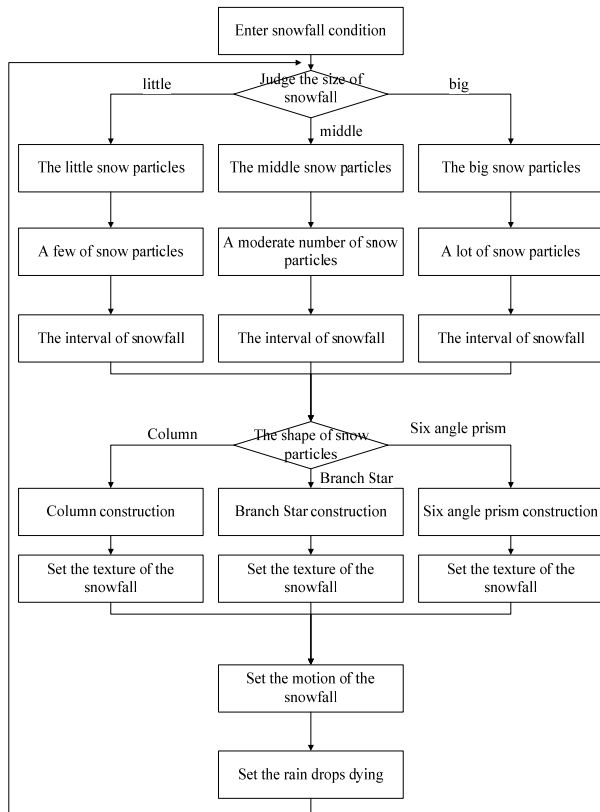 Enter snowfall condition
Judge the size of
snowfall
little
big
middle
The little snow particles
The middle snow particles
The big snow particles
A few of snow particles
A moderate number of snow
particles
A lot of snow particles
The interval of snowfall
The interval of snowfall
The interval of snowfall
The shape of snow
particles
Column
Six angle prism
Branch Star
Column construction
Branch Star construction
Six angle prism construction
Set the texture of the
snowfall
Set the texture of the
snowfall
Set the texture of the
snowfall
Set the motion of the
snowfall
Set the rain drops dying